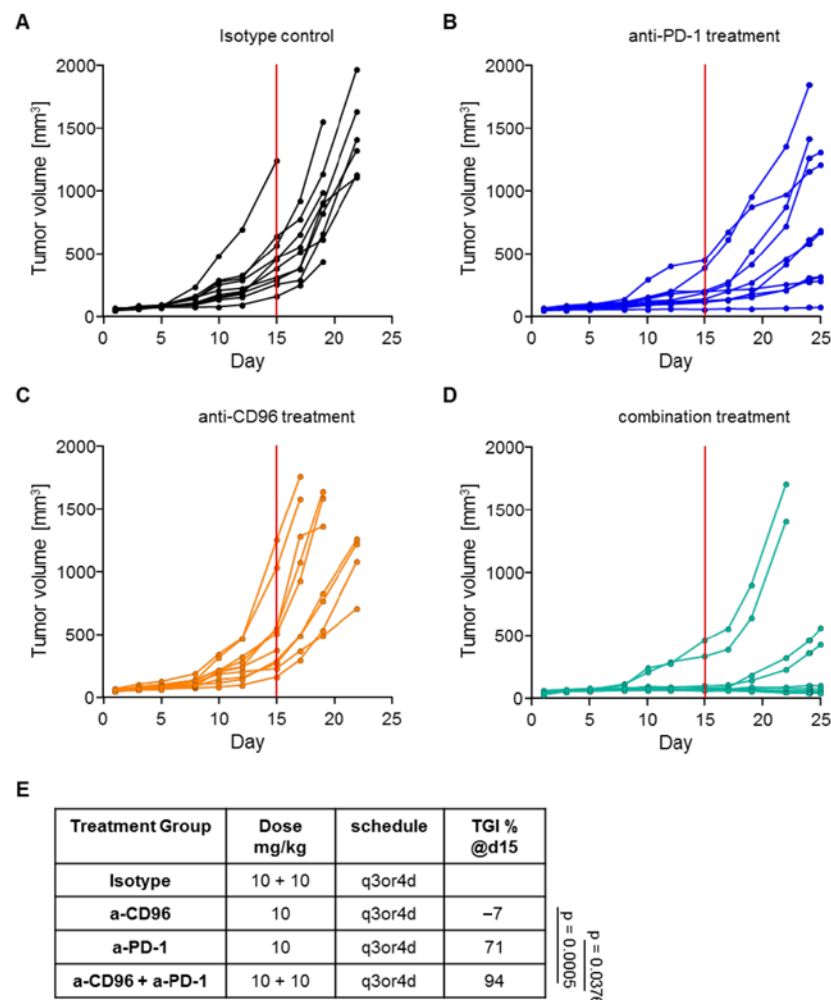 A
Isotype control
2000
1500
1000
500
0
Tumor volume [mm³]
0 5 10 15 20 25
Day
B
anti-PD-1 treatment
2000
1500
1000
500
0
Tumor volume [mm³]
0 5 10 15 20 25
Day
C
anti-CD96 treatment
2000
1500
1000
500
0
Tumor volume [mm³]
0 5 10 15 20 25
Day
D
combination treatment
2000
1500
1000
500
0
Tumor volume [mm³]
0 5 10 15 20 25
Day
E
Treatment Group Dose mg/kg schedule TGI % @d15
Isotype 10 + 10 q3or4d
a-CD96 10 q3or4d –7
a-PD-1 10 q3or4d 71
a-CD96 + a-PD-1 10 + 10 q3or4d 94
p = 0.0005
p = 0.0376